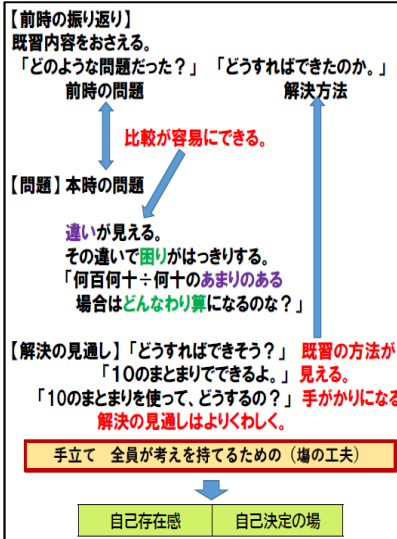 【前時の振り返り】
既習内容をおさえる。
「どのような問題だった？」 「どうすればできたのか。」
前時の問題 解決方法
比較が容易にできる。
【問題】本時の問題
違いが見える。
その違いで困りがはっきりする。
「何百何十÷何十のあまりのある
場合はどんなわり算になるのな？」
【解決の見通し】「どうすればできそう？」 既習の方法が
「10のまとまりでできるよ。」 見える。
「10のまとまりを使って、どうするの？」 手がかりになる
解決の見通しはよりくわしく。
手立て 全員が考えを持てるための（塲の工夫）
自己存在感 自己決定の場